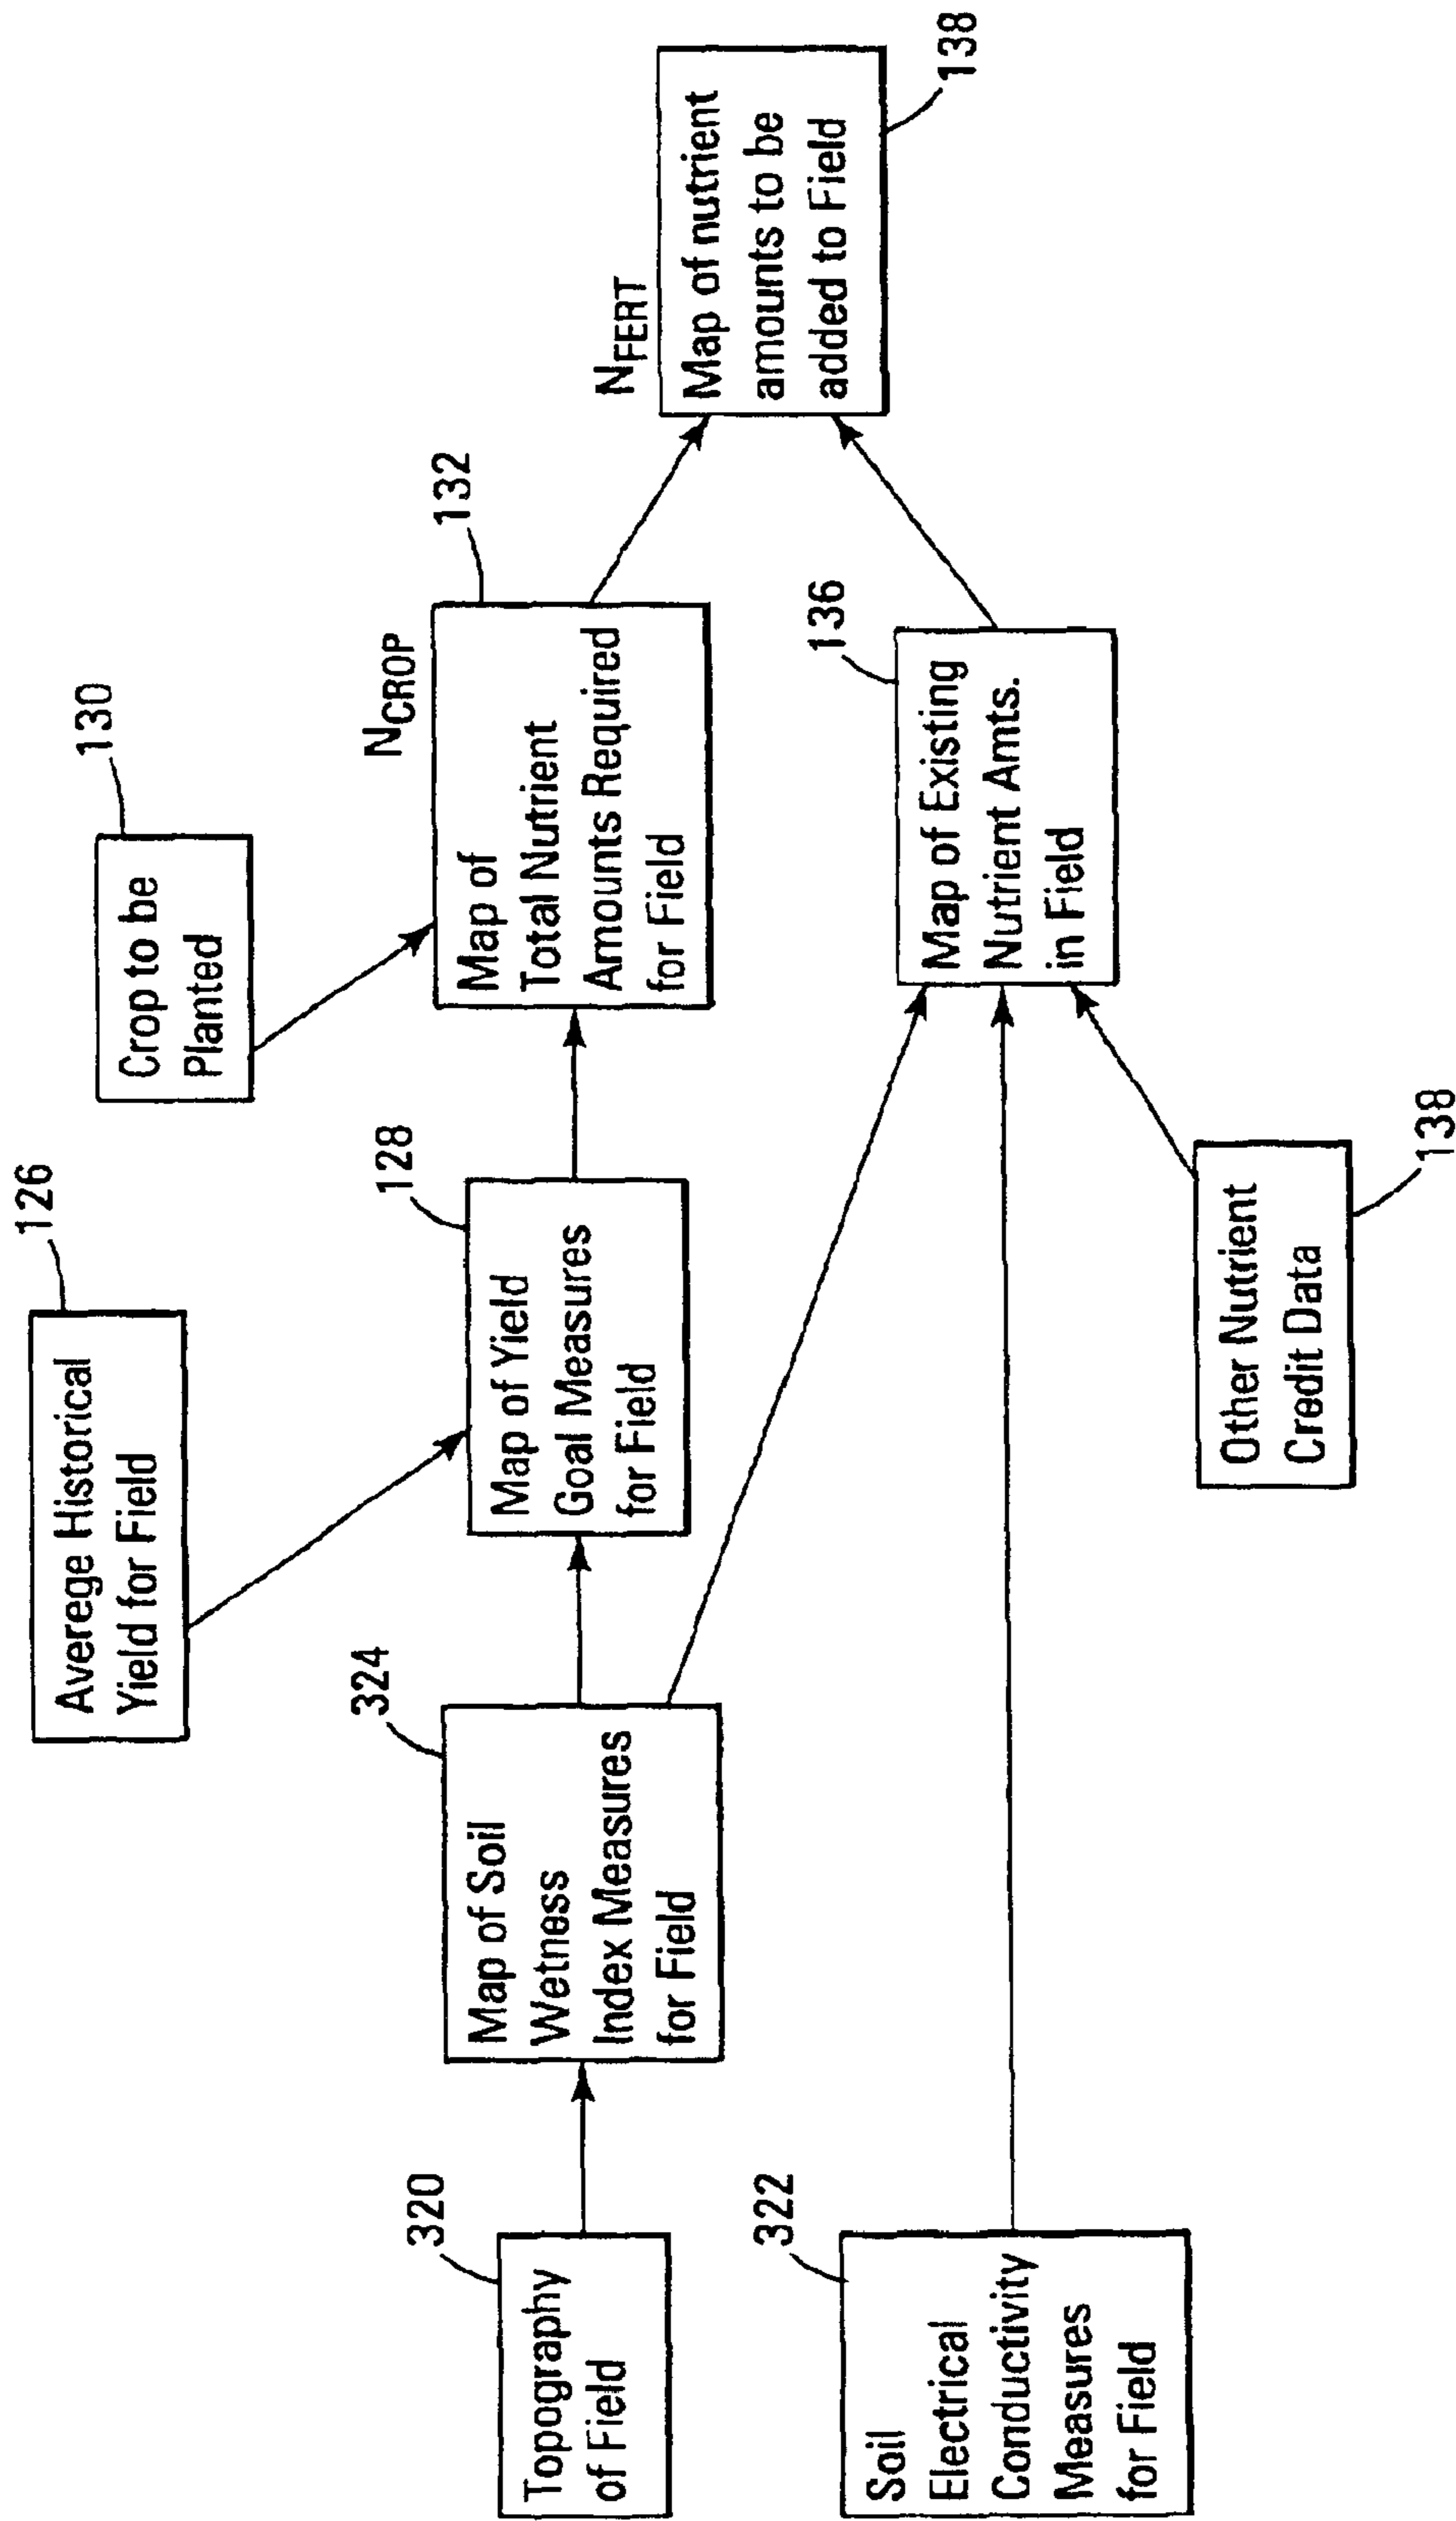 126
Averege Historical
Yield for Field
130
Crop to be
Planted
320
Topography
of Field
324
Map of Soil
Wetness
Index Measures
for Field
128
Map of Yield
Goal Measures
for Field
N_CROP
132
Map of
Total Nutrient
Amounts Required
for Field
N_FERT
Map of nutrient
amounts to be
added to Field
138
322
Soil
Electrical
Conductivity
Measures
for Field
136
Map of Existing
Nutrient Amts.
in Field
Other Nutrient
Credit Data
138